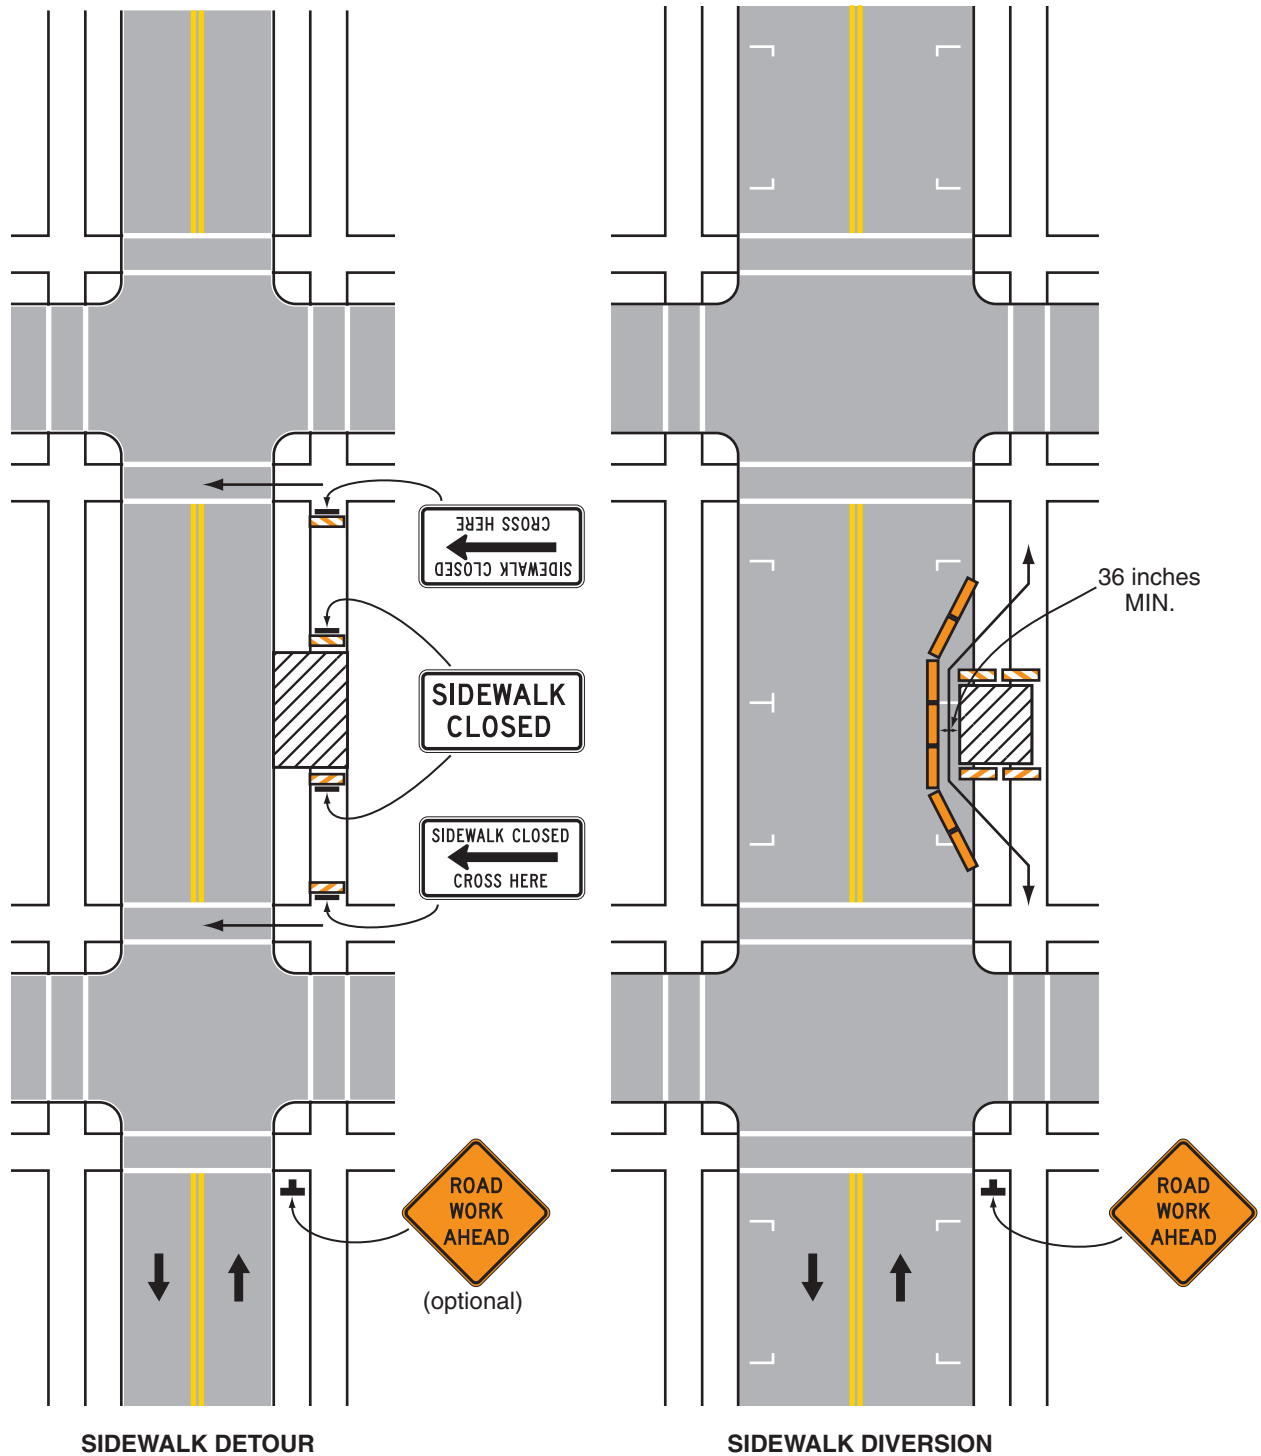 CROSS HERE
SIDEWALK CLOSED
SIDEWALK
CLOSED
SIDEWALK CLOSED
CROSS HERE
ROAD
WORK
AHEAD
(optional)
SIDEWALK DETOUR
36 inches
MIN.
ROAD
WORK
AHEAD
SIDEWALK DIVERSION